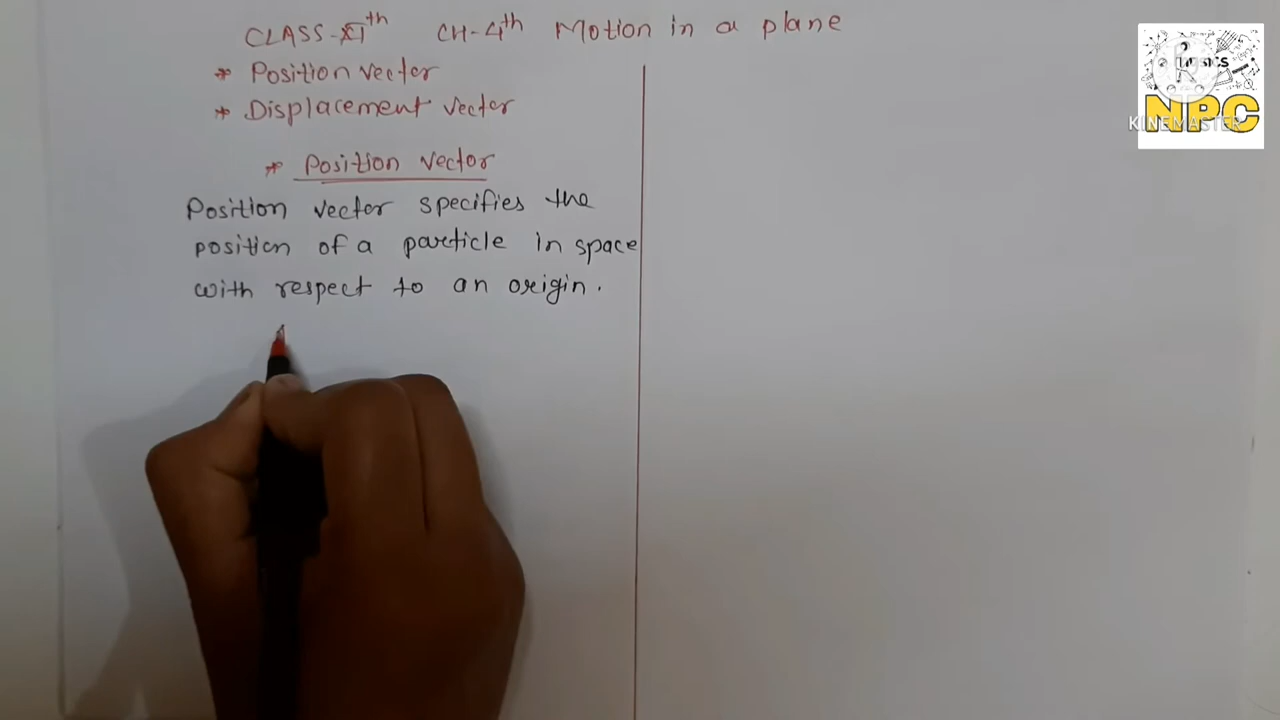 CLASS-XIth CH-4th Motion in a plane
* Position vector
* Displacement vector
* Position vector
Position vector specifies the
position of a particle in space
with respect to an origin.
PHYSICS
NPC
KINEMASTER